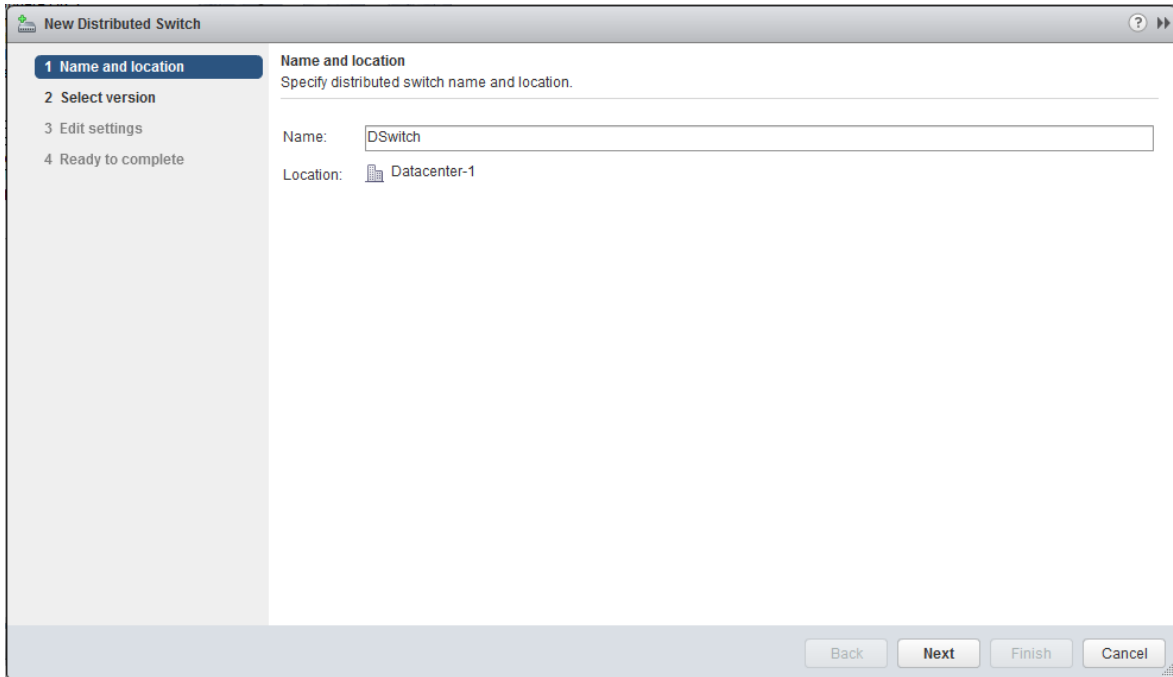 New Distributed Switch
?
1 Name and location
2 Select version
3 Edit settings
4 Ready to complete
Name and location
Specify distributed switch name and location.
Name: DSwitch
Location: Datacenter-1
Back Next Finish Cancel